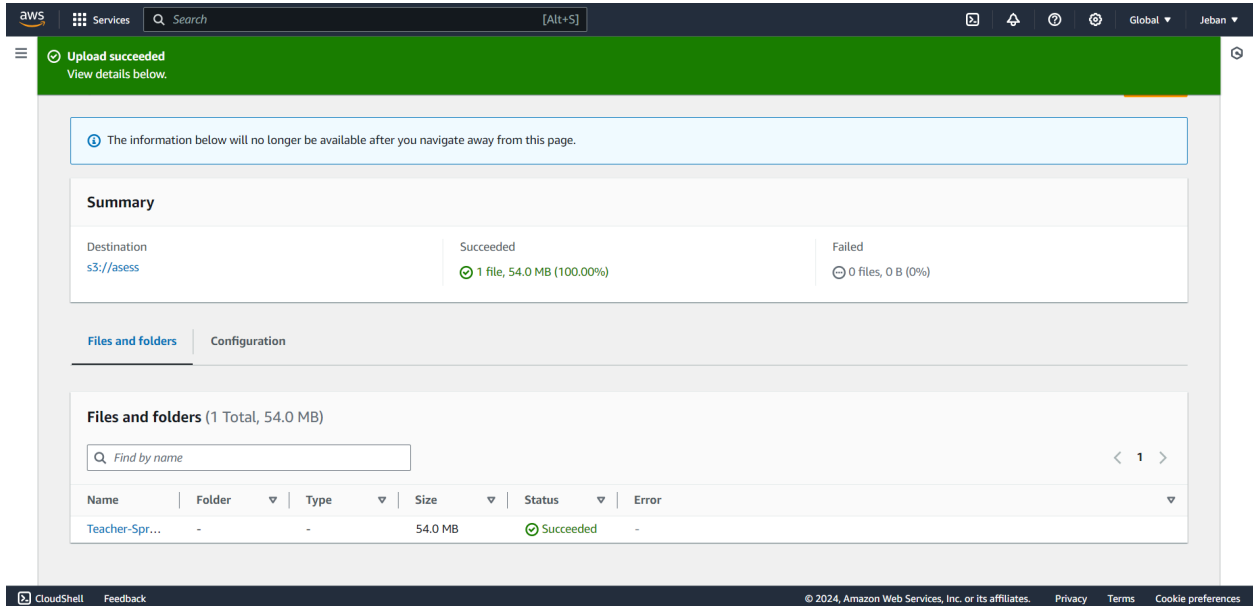 aws Services Search [Alt+S] Global ▼ Jeban ▼
Upload succeeded
View details below.
The information below will no longer be available after you navigate away from this page.
Summary
Destination Succeeded Failed
s3://asess 1 file, 54.0 MB (100.00%) 0 files, 0 B (0%)
Files and folders Configuration
Files and folders (1 Total, 54.0 MB)
Find by name
1
Name Folder Type Size Status Error
Teacher-Spr... - - 54.0 MB Succeeded -
CloudShell Feedback © 2024, Amazon Web Services, Inc. or its affiliates. Privacy Terms Cookie preferences